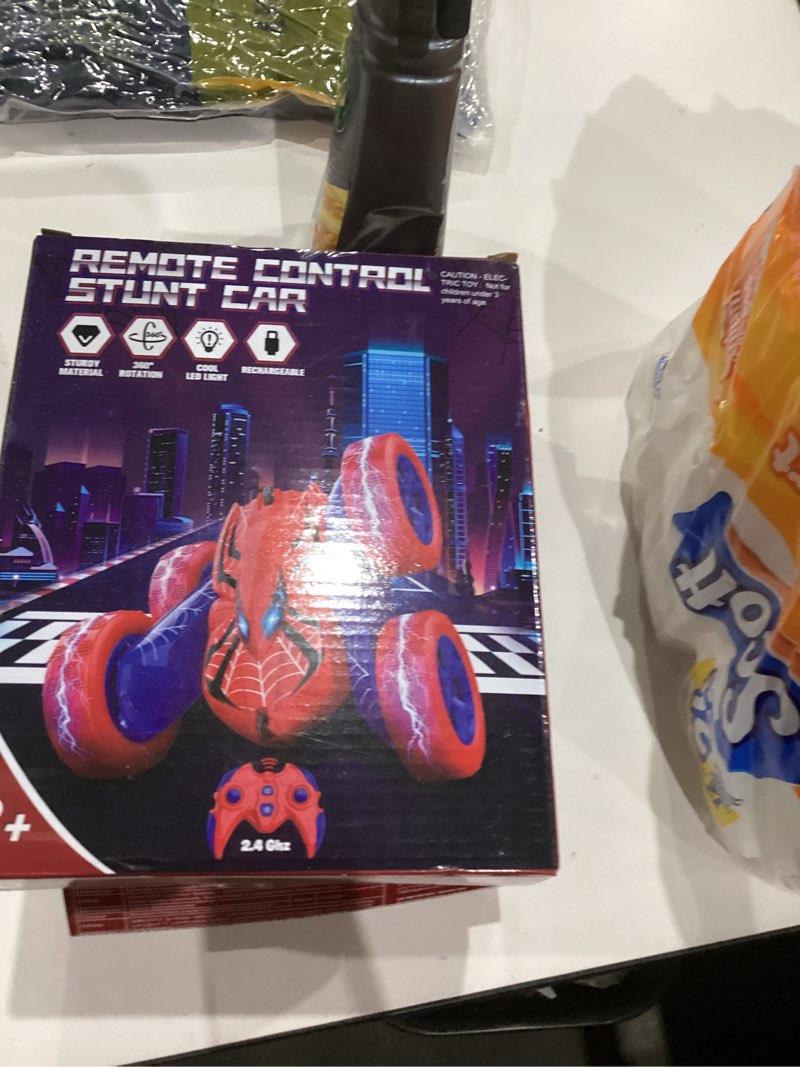 REMOTE CONTROL
STUNT CAR
CAUTION - ELEC-
TRIC TOY. Not for
children under 3
years of age.
STURDY
MATERIAL
360°
ROTATION
COOL
LED LIGHT
RECHARGEABLE
+
2.4 Ghz
Soft